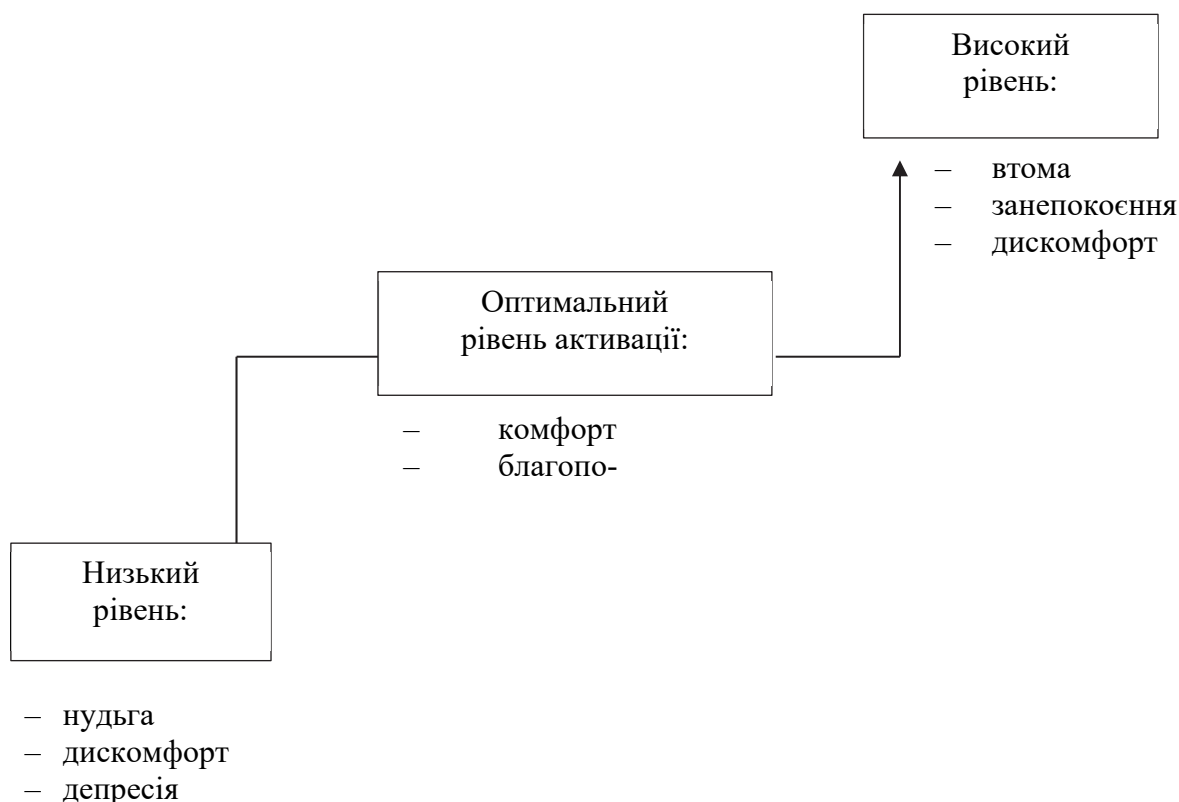 Високий
рівень:
– втома
– занепокоєння
– дискомфорт
Оптимальний
рівень активації:
– комфорт
– благопо-
Низький
рівень:
– нудьга
– дискомфорт
– депресія